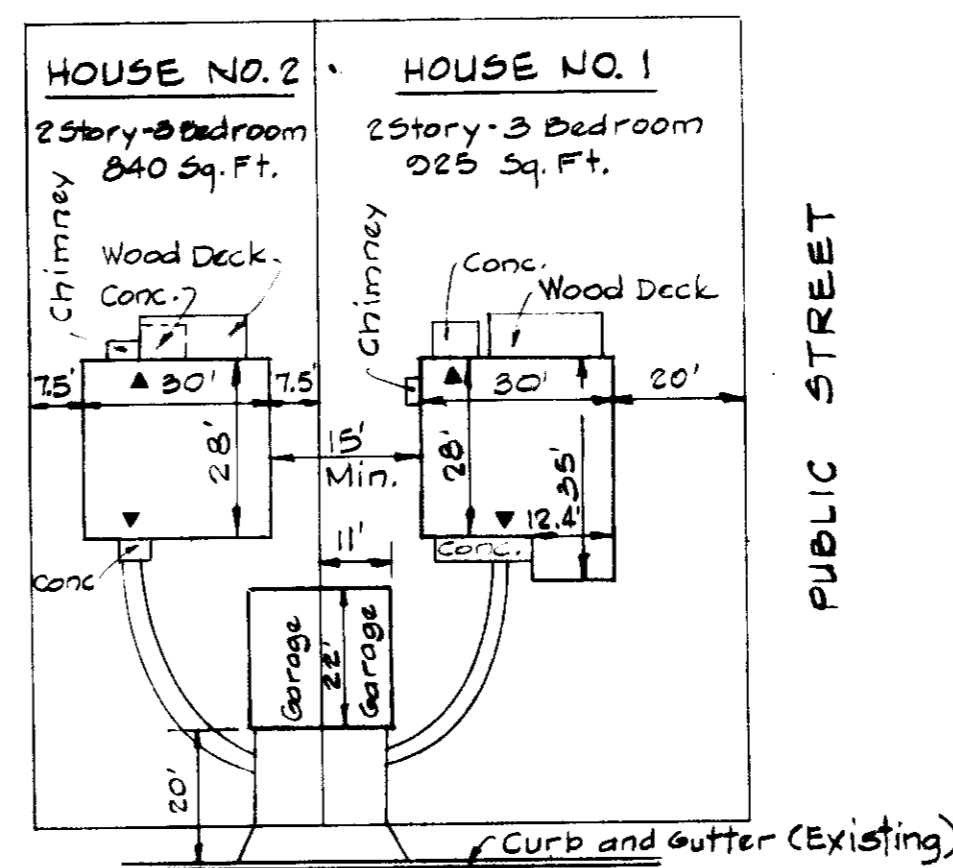 HOUSE NO. 2 .
2 Story-3 Bedroom
840 Sq. Ft.
Chimney
Wood Deck.
Conc.
7.5'
30'
7.5'
28'
Conc
HOUSE NO. 1
2 Story-3 Bedroom
925 Sq. Ft.
Chimney
Conc.
Wood Deck
30'
20'
28'
35'
12.4'
Conc.
15'
Min.
11'
Garage
22'
Garage
20'
Curb and Gutter (Existing)
PUBLIC STREET